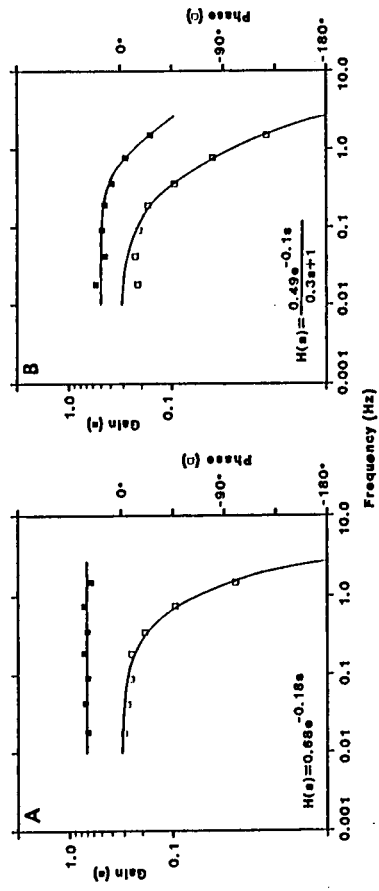 A
Gain (■)
1.0
0.1
Phase (□)
0°
-90°
-180°
H(s)=0.68e^-0.18s
0.001
0.01
0.1
1.0
10.0
B
Gain (■)
1.0
0.1
Phase (□)
0°
-90°
-180°
H(s)=0.49e^-0.1s
0.3s+1
0.001
0.01
0.1
1.0
10.0
Frequency (Hz)